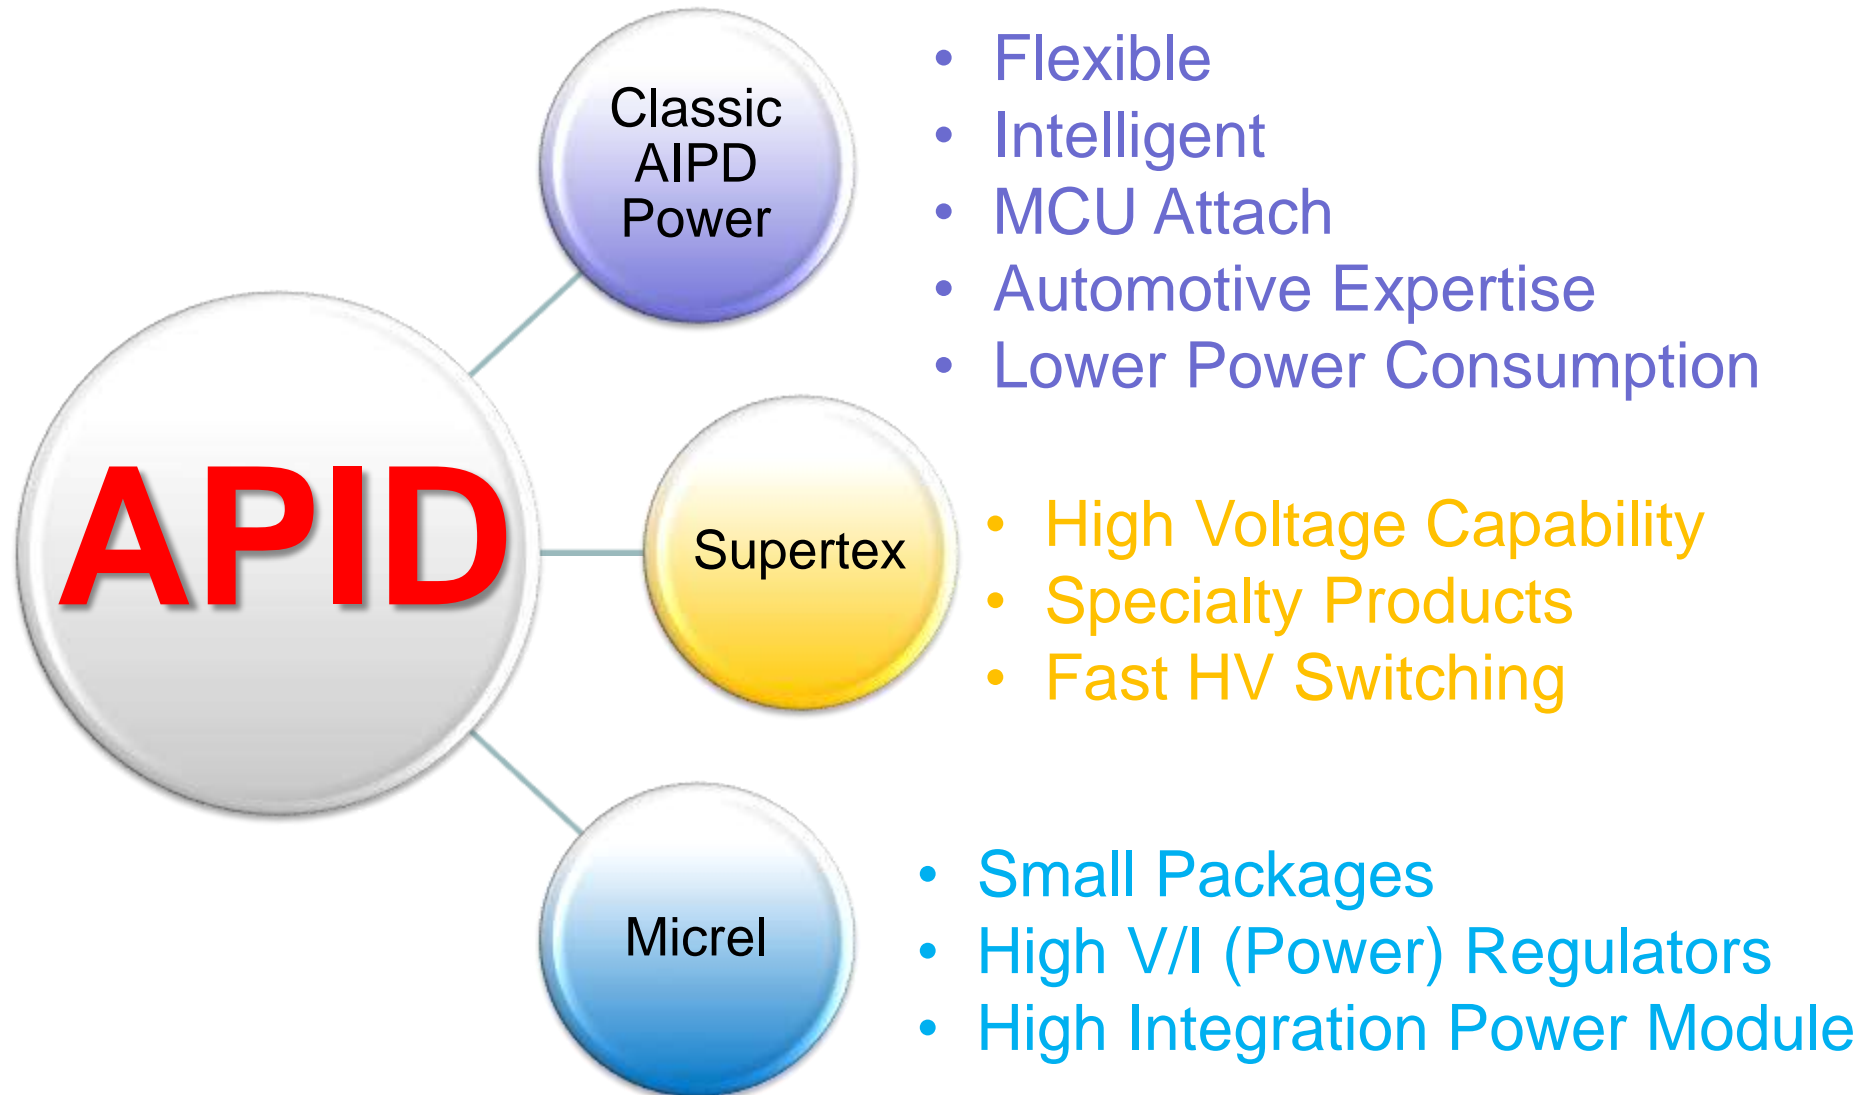 APID
Classic
AIPD
Power
• Flexible
• Intelligent
• MCU Attach
• Automotive Expertise
• Lower Power Consumption
Supertex
• High Voltage Capability
• Specialty Products
• Fast HV Switching
Micrel
• Small Packages
• High V/I (Power) Regulators
• High Integration Power Module